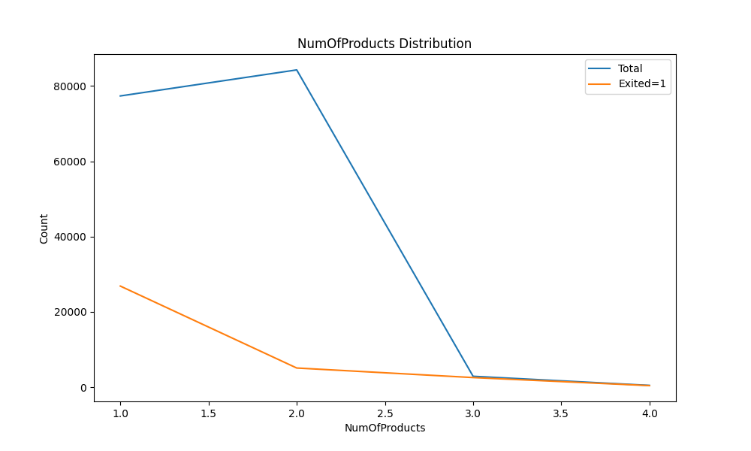 NumOfProducts Distribution
Total
Exited=1
80000
60000
40000
20000
0
Count
1.0 1.5 2.0 2.5 3.0 3.5 4.0
NumOfProducts